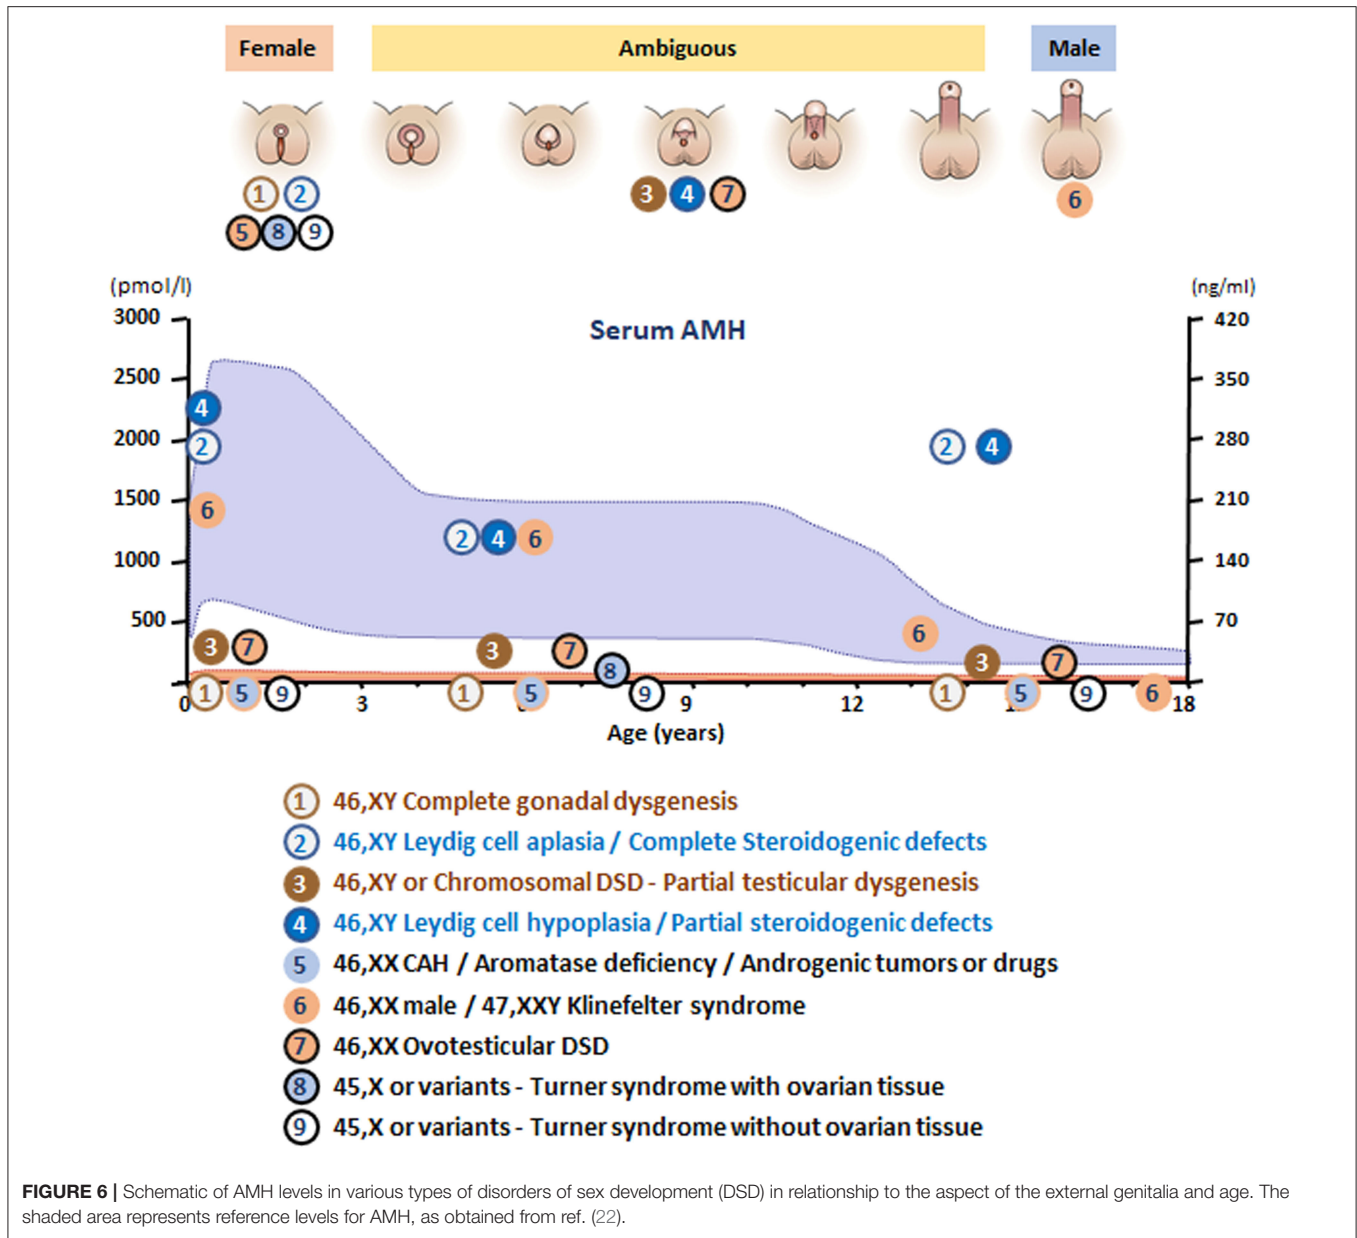 Female Ambiguous Male
1 2 3 4 7 6
5 8 9
(pmol/l) (ng/ml)
3000 420
Serum AMH
2500 350
4
2000 2 2 4 280
1500 6 210
2 4 6
1000 140
500 6 70
3 7 3 7 8 3 7
1 5 9 1 5 9 1 5 9 6
0 3 9 12 18
Age (years)
1 46,XY Complete gonadal dysgenesis
2 46,XY Leydig cell aplasia / Complete Steroidogenic defects
3 46,XY or Chromosomal DSD - Partial testicular dysgenesis
4 46,XY Leydig cell hypoplasia / Partial steroidogenic defects
5 46,XX CAH / Aromatase deficiency / Androgenic tumors or drugs
6 46,XX male / 47,XXY Klinefelter syndrome
7 46,XX Ovotesticular DSD
8 45,X or variants - Turner syndrome with ovarian tissue
9 45,X or variants - Turner syndrome without ovarian tissue
FIGURE 6 | Schematic of AMH levels in various types of disorders of sex development (DSD) in relationship to the aspect of the external genitalia and age. The
shaded area represents reference levels for AMH, as obtained from ref. (22).